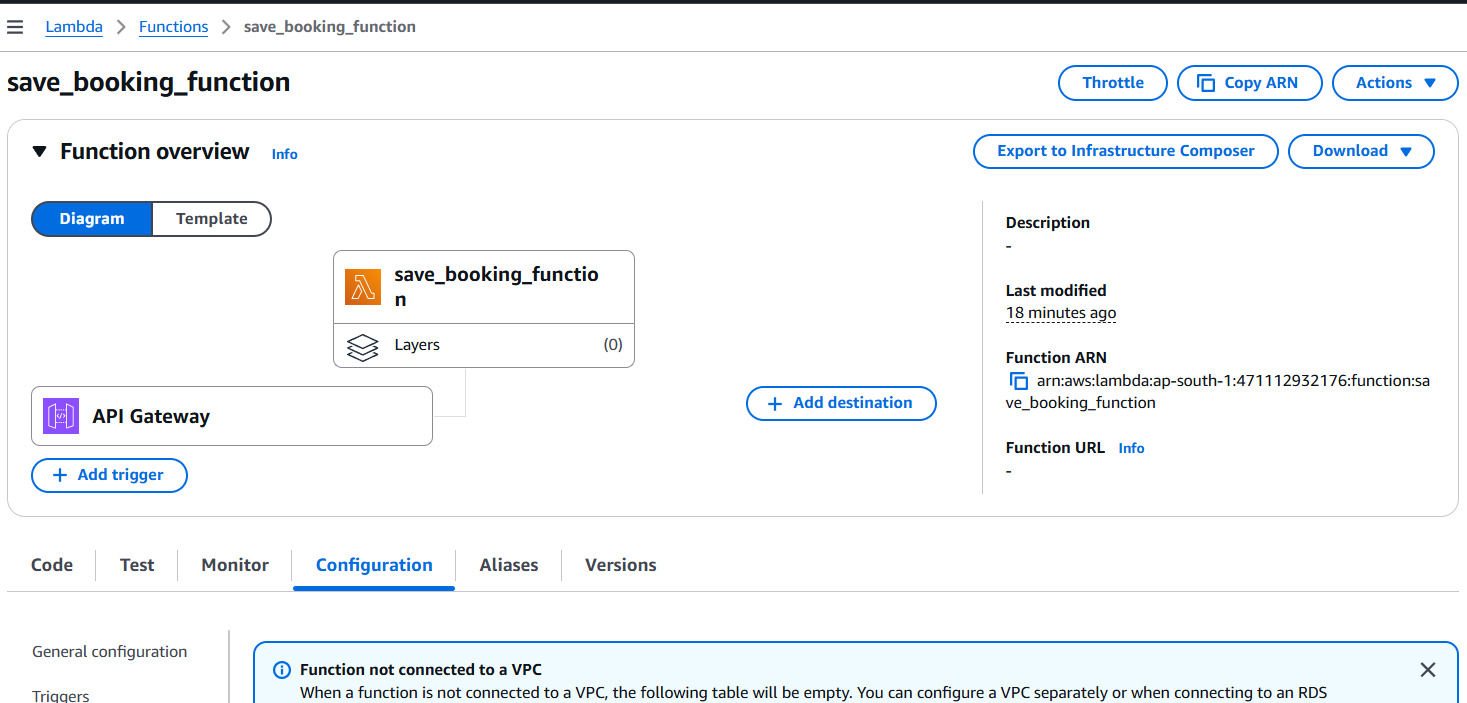 Lambda > Functions > save_booking_function
save_booking_function
Throttle
Copy ARN
Actions
Function overview Info
Export to Infrastructure Composer
Download
Diagram
Template
save_booking_functio
n
Layers (0)
API Gateway
+ Add trigger
+ Add destination
Description
-
Last modified
18 minutes ago
Function ARN
arn:aws:lambda:ap-south-1:471112932176:function:sa
ve_booking_function
Function URL Info
-
Code
Test
Monitor
Configuration
Aliases
Versions
General configuration
Triggers
Function not connected to a VPC
When a function is not connected to a VPC, the following table will be empty. You can configure a VPC separately or when connecting to an RDS